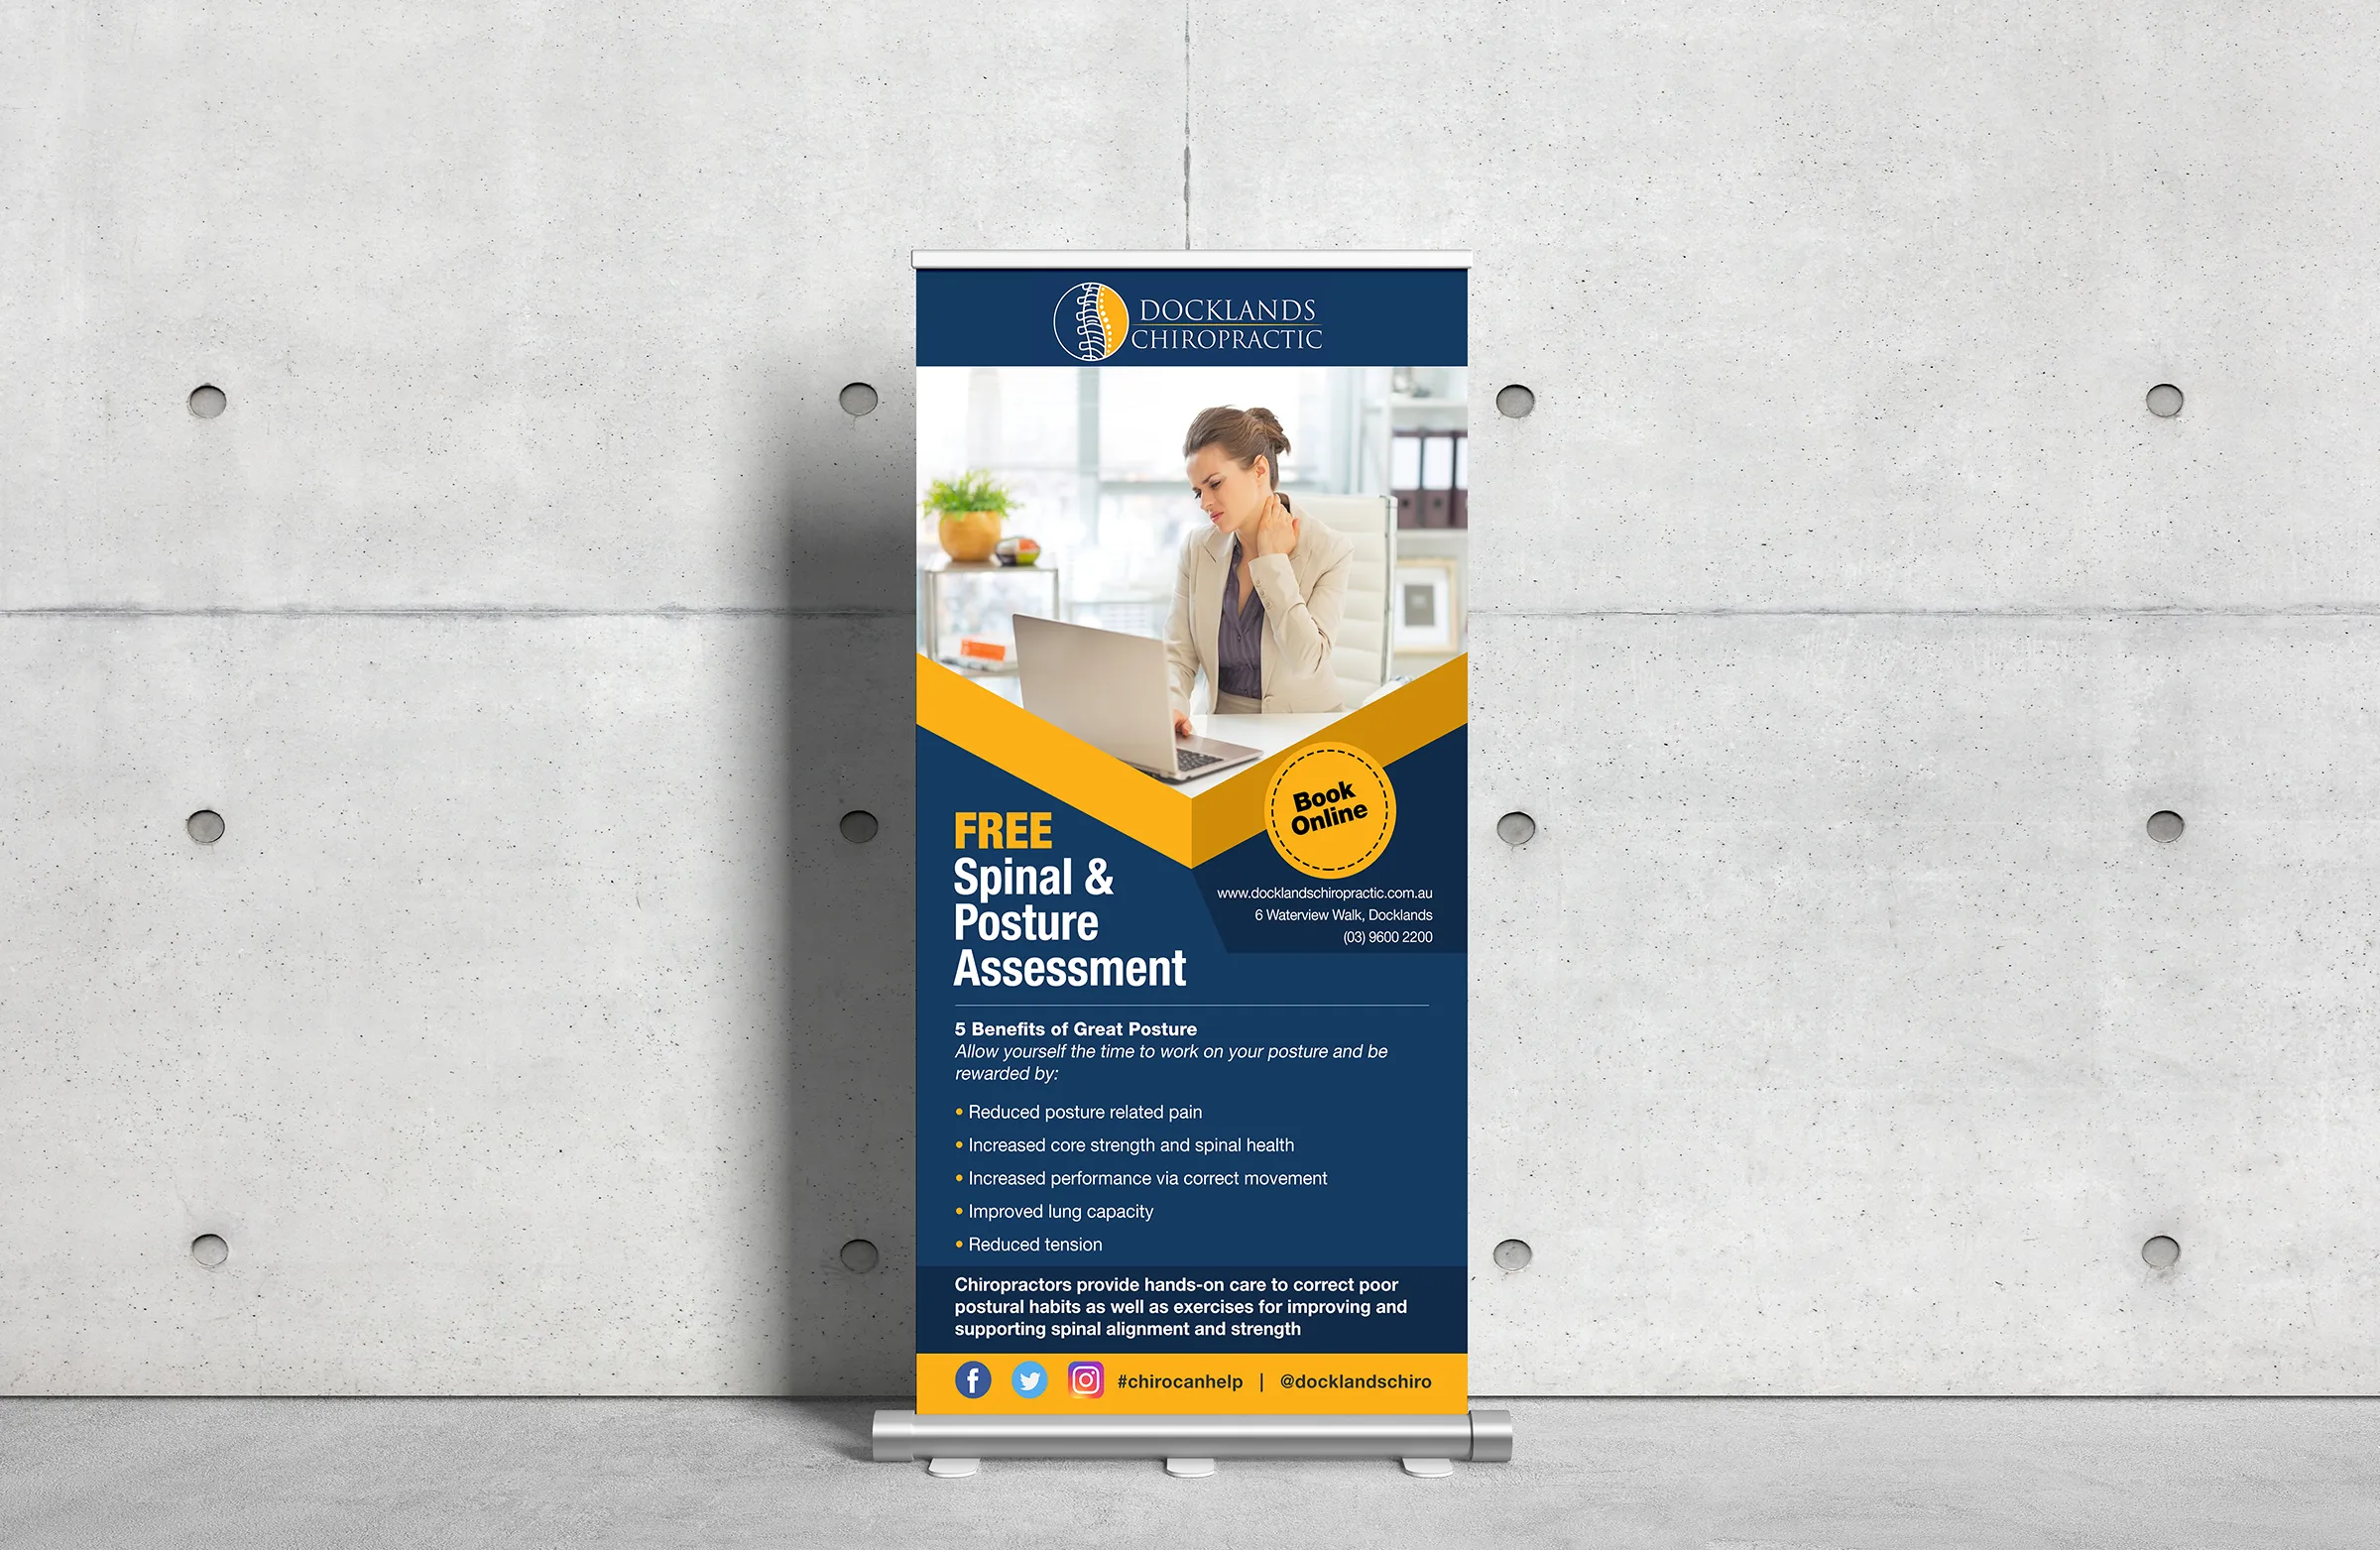 DOCKLANDS
CHIROPRACTIC
Book
Online
FREE
Spinal &
Posture
Assessment
www.docklandschiropractic.com.au
6 Waterview Walk, Docklands
(03) 9600 2200
5 Benefits of Great Posture
Allow yourself the time to work on your posture and be
rewarded by:
• Reduced posture related pain
• Increased core strength and spinal health
• Increased performance via correct movement
• Improved lung capacity
• Reduced tension
Chiropractors provide hands-on care to correct poor
postural habits as well as exercises for improving and
supporting spinal alignment and strength
#chirocanhelp | @docklandschiro